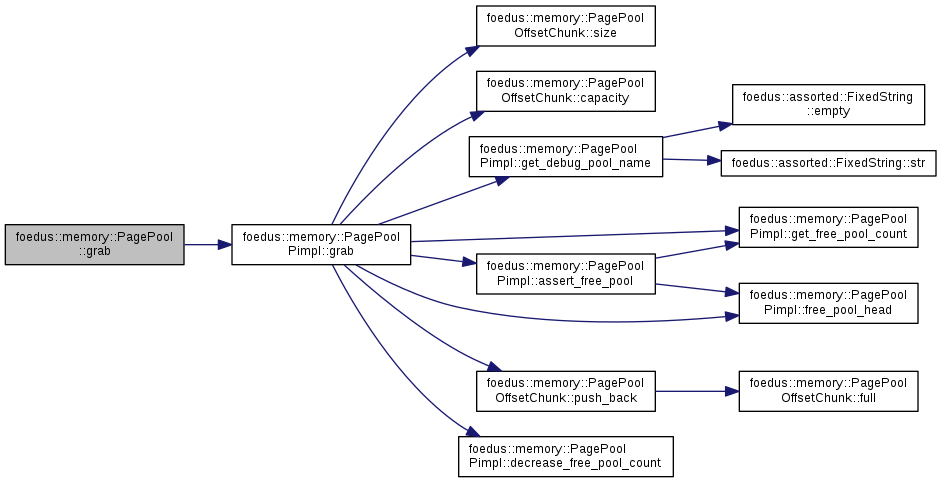 foedus::memory::PagePool
::grab
foedus::memory::PagePool
Pimpl::grab
foedus::memory::PagePool
OffsetChunk::size
foedus::memory::PagePool
OffsetChunk::capacity
foedus::memory::PagePool
Pimpl::get_debug_pool_name
foedus::assorted::FixedString
::empty
foedus::assorted::FixedString::str
foedus::memory::PagePool
Pimpl::get_free_pool_count
foedus::memory::PagePool
Pimpl::assert_free_pool
foedus::memory::PagePool
Pimpl::free_pool_head
foedus::memory::PagePool
OffsetChunk::push_back
foedus::memory::PagePool
OffsetChunk::full
foedus::memory::PagePool
Pimpl::decrease_free_pool_count